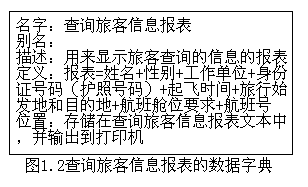 名字：查询旅客信息报表
别名：
描述：用来显示旅客查询的信息的报表
定义：报表=姓名+性别+工作单位+身份
证号码（护照号码）+起飞时间+旅行始
发地和目的地+航班舱位要求+航班号
位置：存储在查询旅客信息报表文本中
，并输出到打印机
图1.2查询旅客信息报表的数据字典